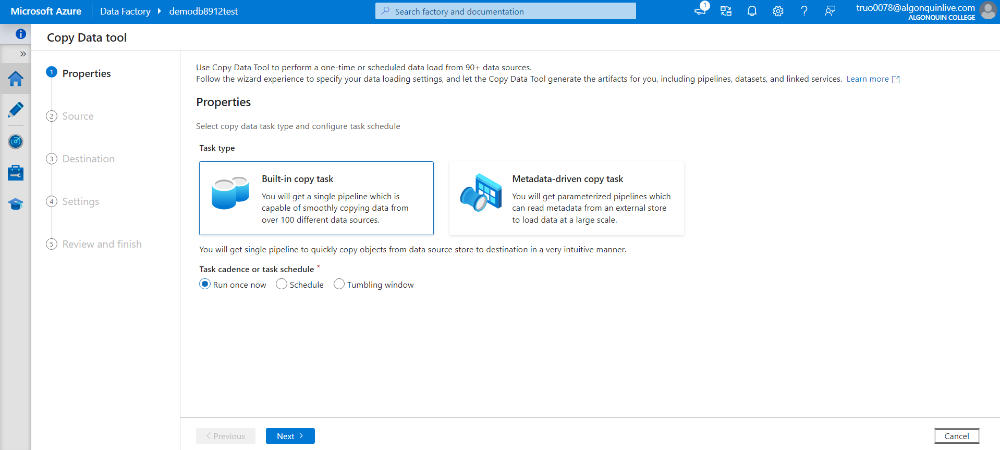 Microsoft Azure
Data Factory
demodb8912test
Search factory and documentation
1
truo0078@algonquinlive.com
ALGONQUIN COLLEGE
Copy Data tool
1 Properties
2 Source
3 Destination
4 Settings
5 Review and finish
Use Copy Data Tool to perform a one-time or scheduled data load from 90+ data sources.
Follow the wizard experience to specify your data loading settings, and let the Copy Data Tool generate the artifacts for you, including pipelines, datasets, and linked services. Learn more
Properties
Select copy data task type and configure task schedule
Task type
Built-in copy task
You will get a single pipeline which is
capable of smoothly copying data from
over 100 different data sources.
Metadata-driven copy task
You will get parameterized pipelines which
can read metadata from an external store
to load data at a large scale.
You will get single pipeline to quickly copy objects from data source store to destination in a very intuitive manner.
Task cadence or task schedule *
Run once now Schedule Tumbling window
Previous
Next
Cancel